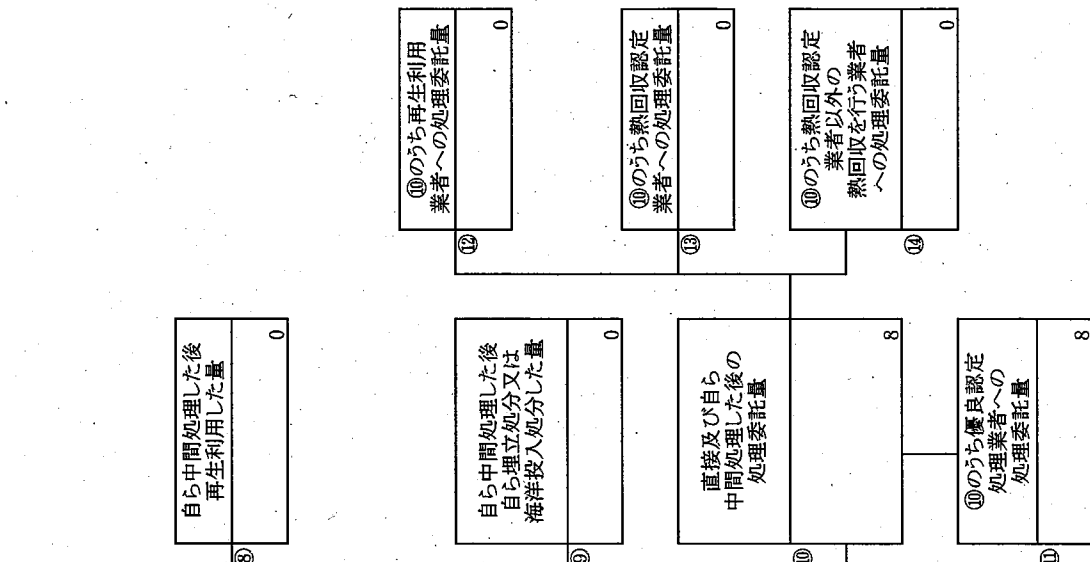 ⑧
自ら中間処理した後
再生利用した量
0
⑨
自ら中間処理した後
自ら埋立処分又は
海洋投入処分した量
0
⑩
直接及び自ら
中間処理した後の
処理委託量
8
⑪
⑩のうち優良認定
処理業者への
処理委託量
8
⑫
⑩のうち再生利用
業者への処理委託量
0
⑬
⑩のうち熱回収認定
業者への処理委託量
0
⑭
⑩のうち熱回収認定
業者以外の
熱回収を行う業者
への処理委託量
0